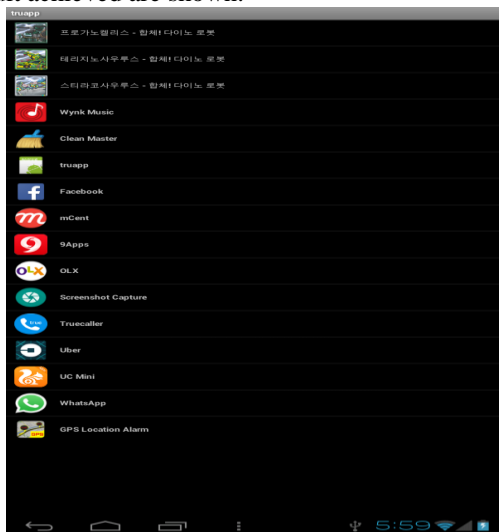 achieved are shown.
truapp
프로가노켈리스 - 합체! 다이노 로봇
테리지노사우루스 - 합체! 다이노 로봇
스티라코사우루스 - 합체! 다이노 로봇
Wynk Music
Clean Master
truapp
Facebook
mCent
9Apps
OLX
Screenshot Capture
Truecaller
Uber
UC Mini
WhatsApp
GPS Location Alarm
5:59